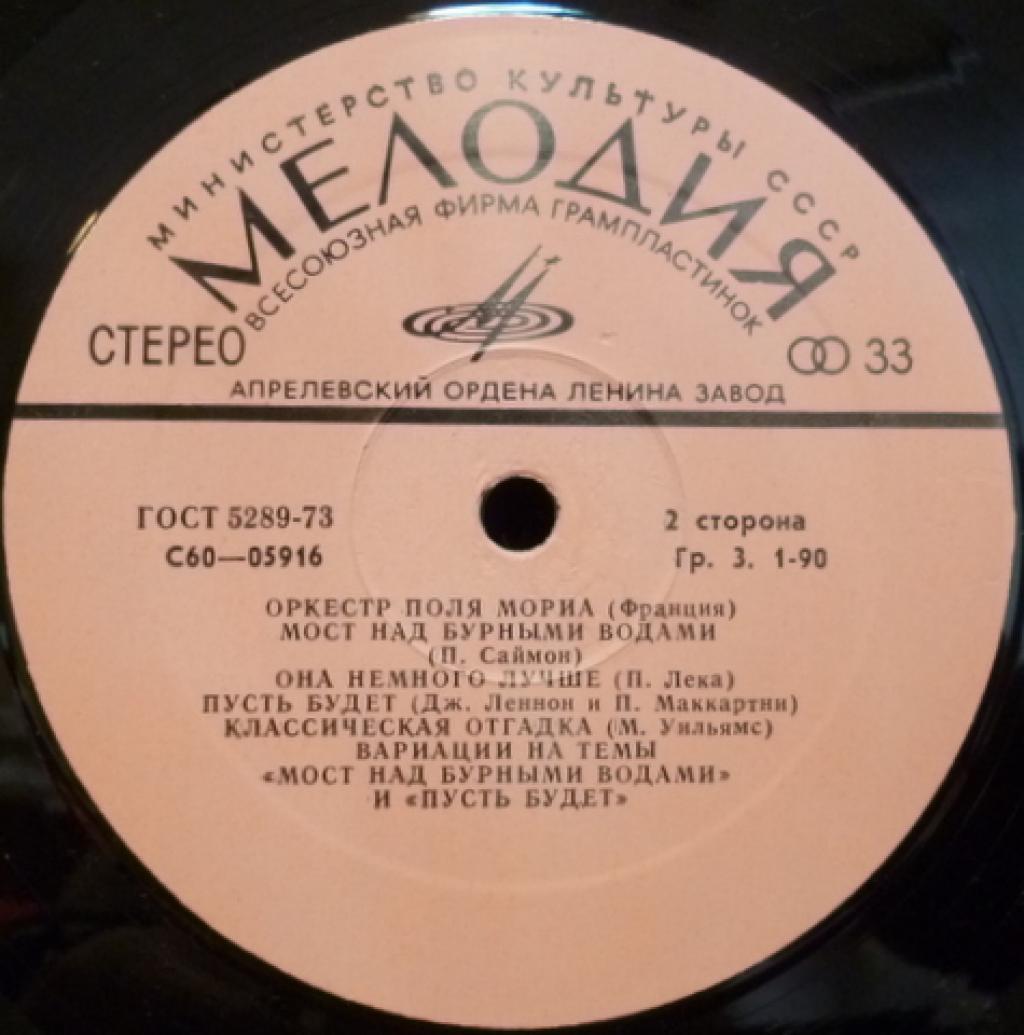 МИНИСТЕРСТВО КУЛЬТУРЫ СССР
МЕЛОДИЯ
ВСЕСОЮЗНАЯ ФИРМА ГРАМПЛАСТИНОК
СТЕРЕО
33
АПРЕЛЕВСКИЙ ОРДЕНА ЛЕНИНА ЗАВОД
ГОСТ 5289-73
2 сторона
С60—05916
Гр. 3. 1-90
ОРКЕСТР ПОЛЯ МОРИА (Франция)
МОСТ НАД БУРНЫМИ ВОДАМИ
(П. Саймон)
ОНА НЕМНОГО ЛУЧШЕ (П. Лека)
ПУСТЬ БУДЕТ (Дж. Леннон и П. Маккартни)
КЛАССИЧЕСКАЯ ОТГАДКА (М. Уильямс)
ВАРИАЦИИ НА ТЕМЫ
«МОСТ НАД БУРНЫМИ ВОДАМИ»
И «ПУСТЬ БУДЕТ»